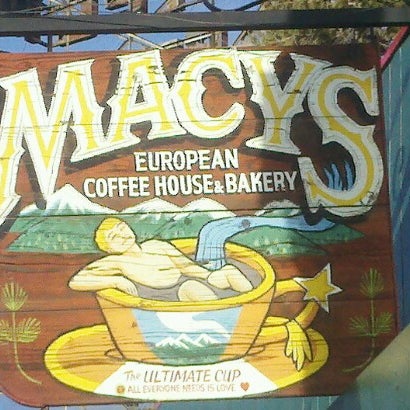 MACYS
EUROPEAN
COFFEE HOUSE & BAKERY
The ULTIMATE CUP
ALL EVERYONE NEEDS IS LOVE